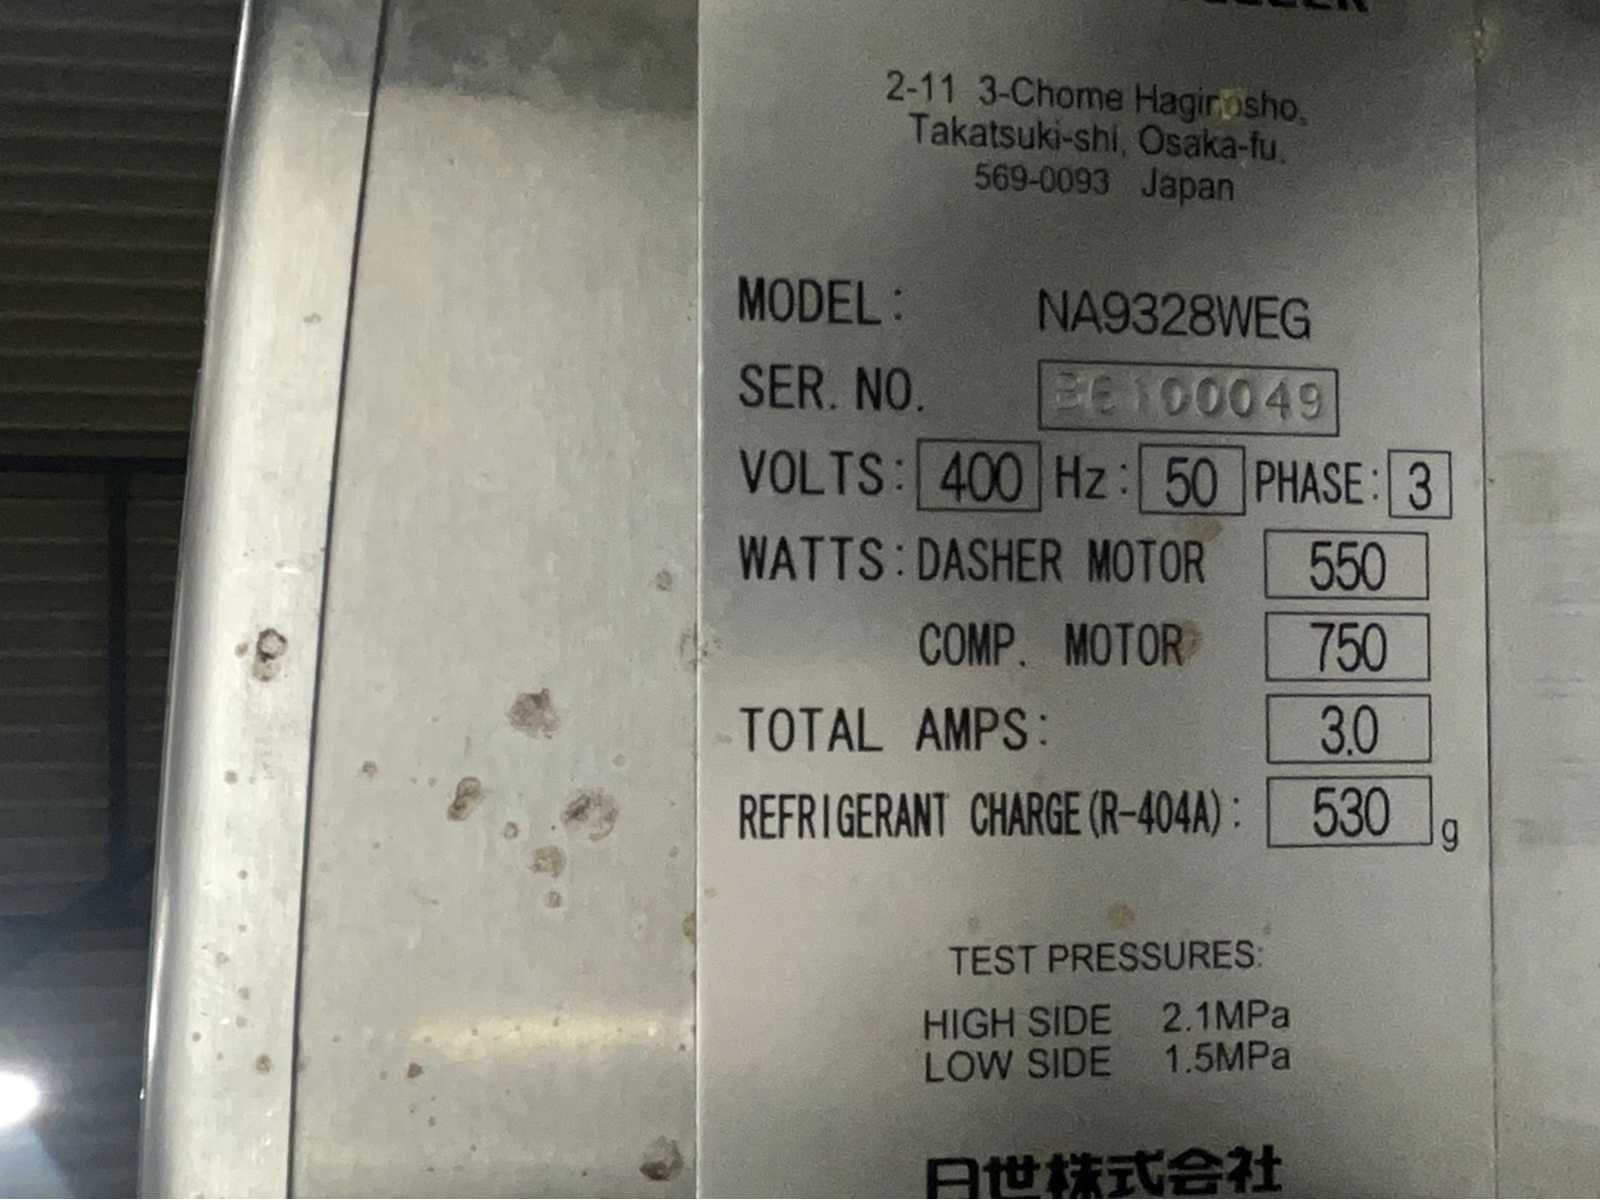 2-11 3-Chome Haginosho,
Takatsuki-shi, Osaka-fu,
569-0093 Japan
MODEL: NA9328WEG
SER. NO. B6100049
VOLTS: 400 Hz: 50 PHASE: 3
WATTS: DASHER MOTOR 550
COMP. MOTOR 750
TOTAL AMPS: 3.0
REFRIGERANT CHARGE(R-404A): 530 g
TEST PRESSURES:
HIGH SIDE 2.1MPa
LOW SIDE 1.5MPa
日世株式会社